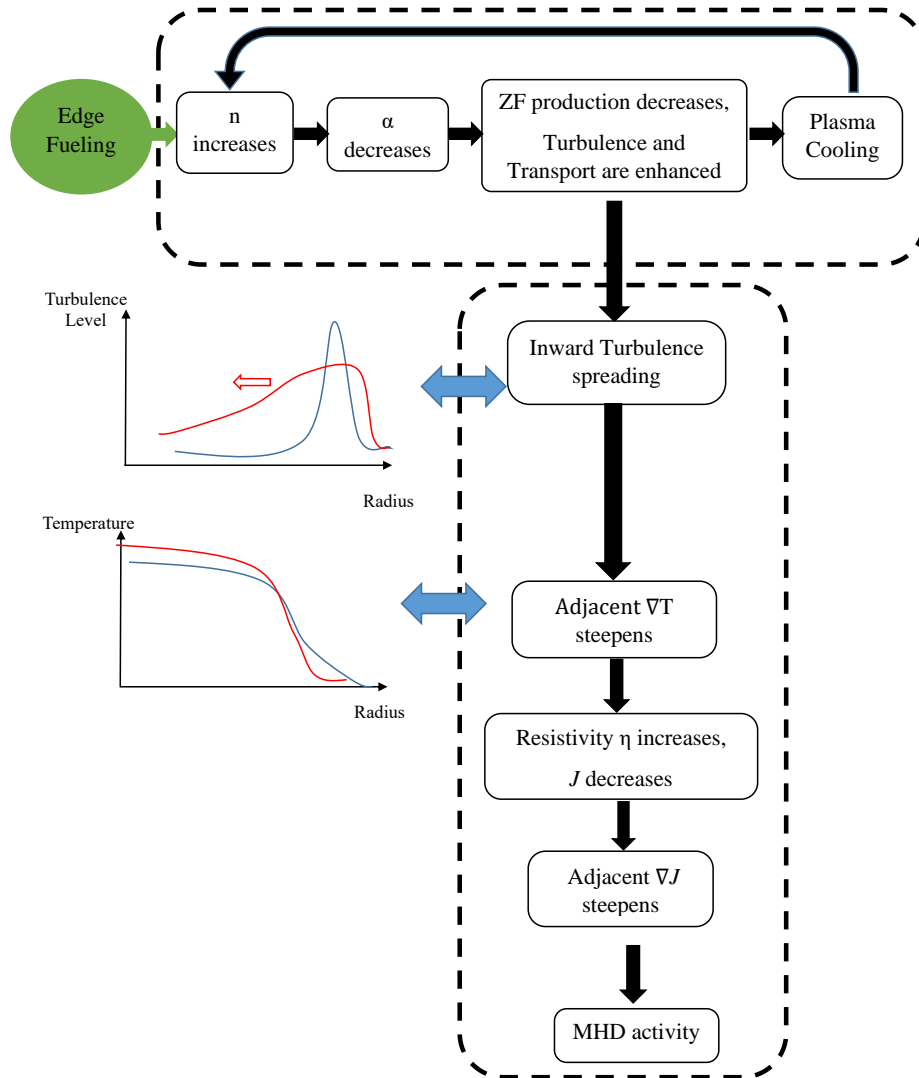 Edge
Fueling
n
increases
α
decreases
ZF production decreases,
Turbulence and
Transport are enhanced
Plasma
Cooling
Turbulence
Level
Radius
Inward Turbulence
spreading
Temperature
Radius
Adjacent ∇T
steepens
Resistivity η increases,
J decreases
Adjacent ∇J
steepens
MHD activity